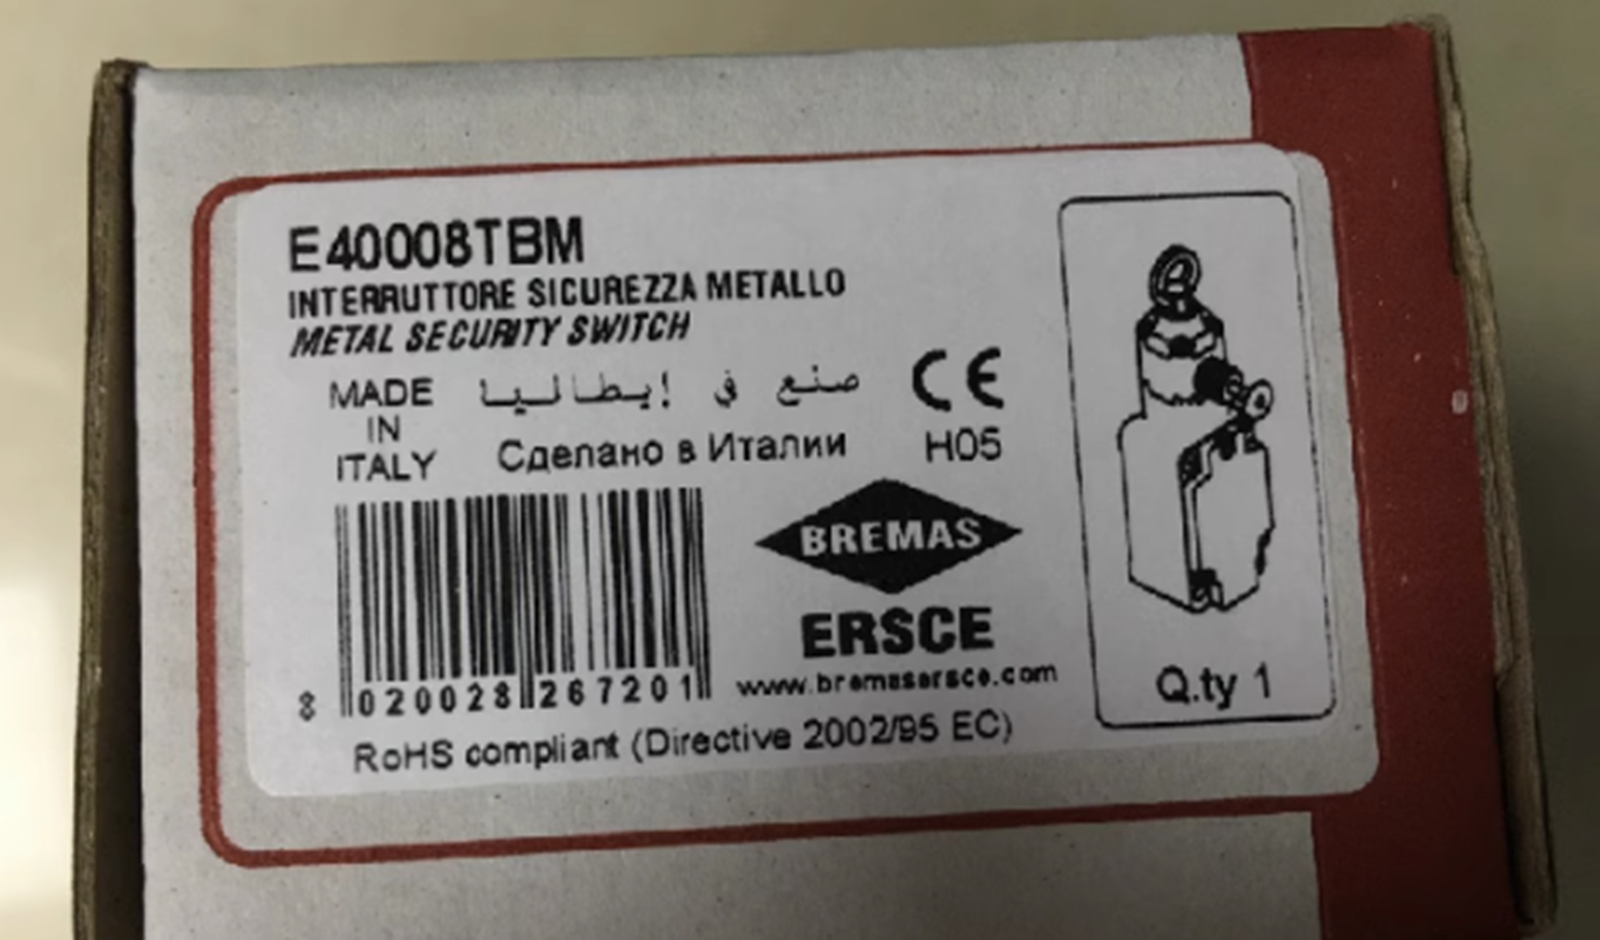 E40008TBM
INTERRUTTORE SICUREZZA METALLO
METAL SECURITY SWITCH
MADE
IN
ITALY
صنع في إيطاليا
Сделано в Италии
CE
H05
BREMAS
ERSCE
www.bremasersce.com
8 020028 267201
RoHS compliant (Directive 2002/95 EC)
Q.ty 1